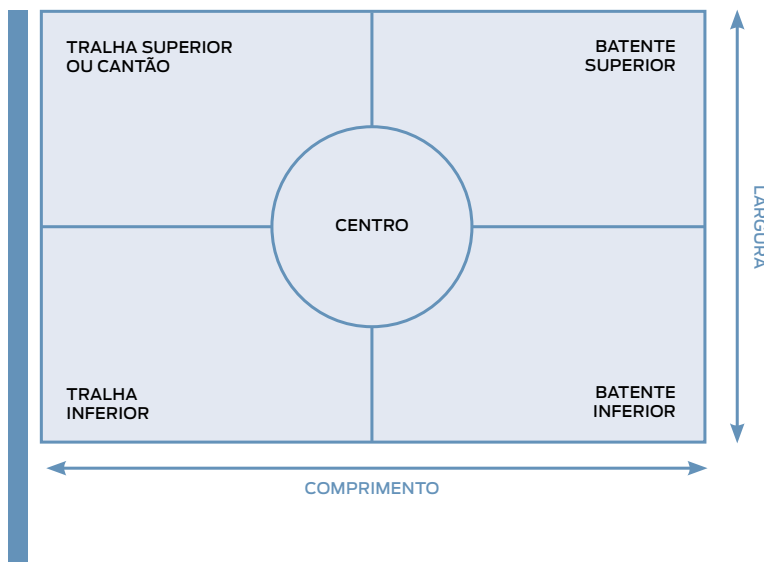 TRALHA SUPERIOR
OU CANTÃO
BATENTE
SUPERIOR
CENTRO
LARGURA
TRALHA
INFERIOR
BATENTE
INFERIOR
COMPRIMENTO